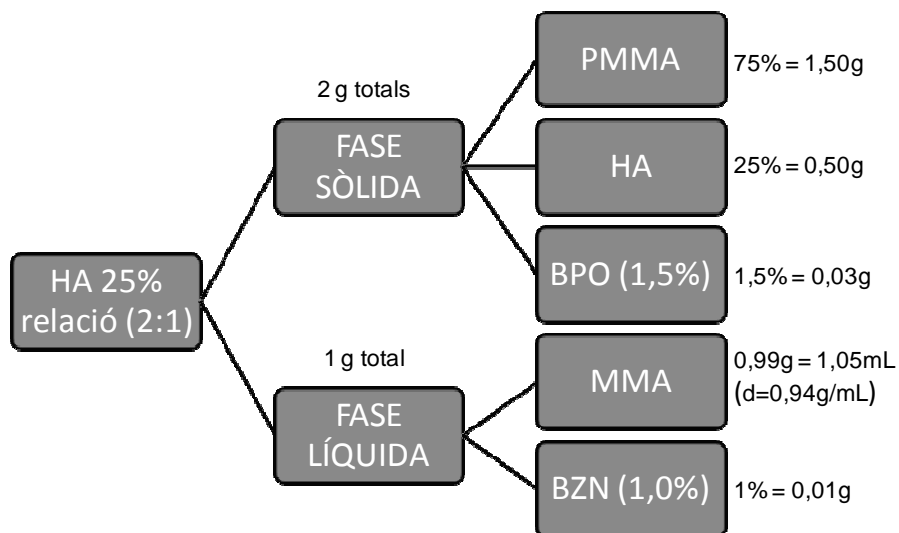 HA 25%
relació (2:1)
2 g totals
FASE
SÒLIDA
PMMA
75% = 1,50g
HA
25% = 0,50g
BPO (1,5%)
1,5% = 0,03g
1 g total
FASE
LÍQUIDA
MMA
0,99g = 1,05mL
(d=0,94g/mL)
BZN (1,0%)
1% = 0,01g